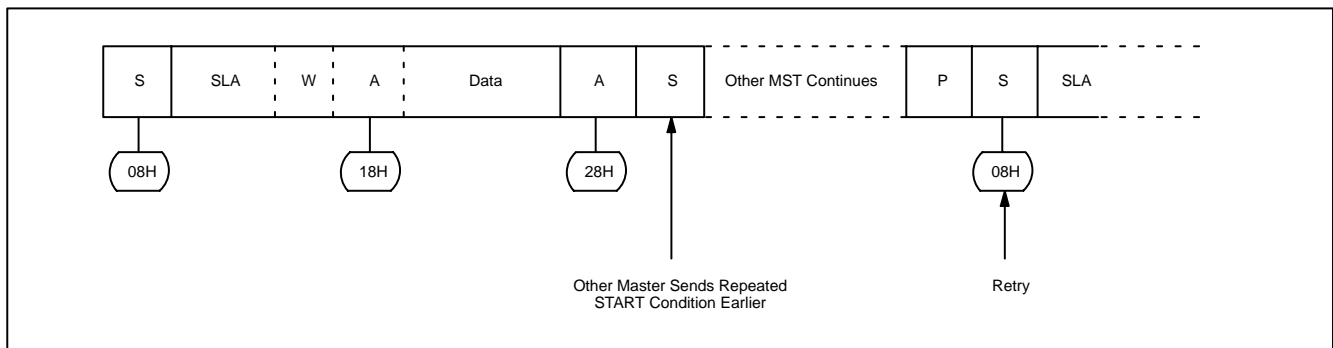 S SLA W A Data A S Other MST Continues P S SLA
08H 18H 28H 08H
Other Master Sends Repeated
START Condition Earlier
Retry